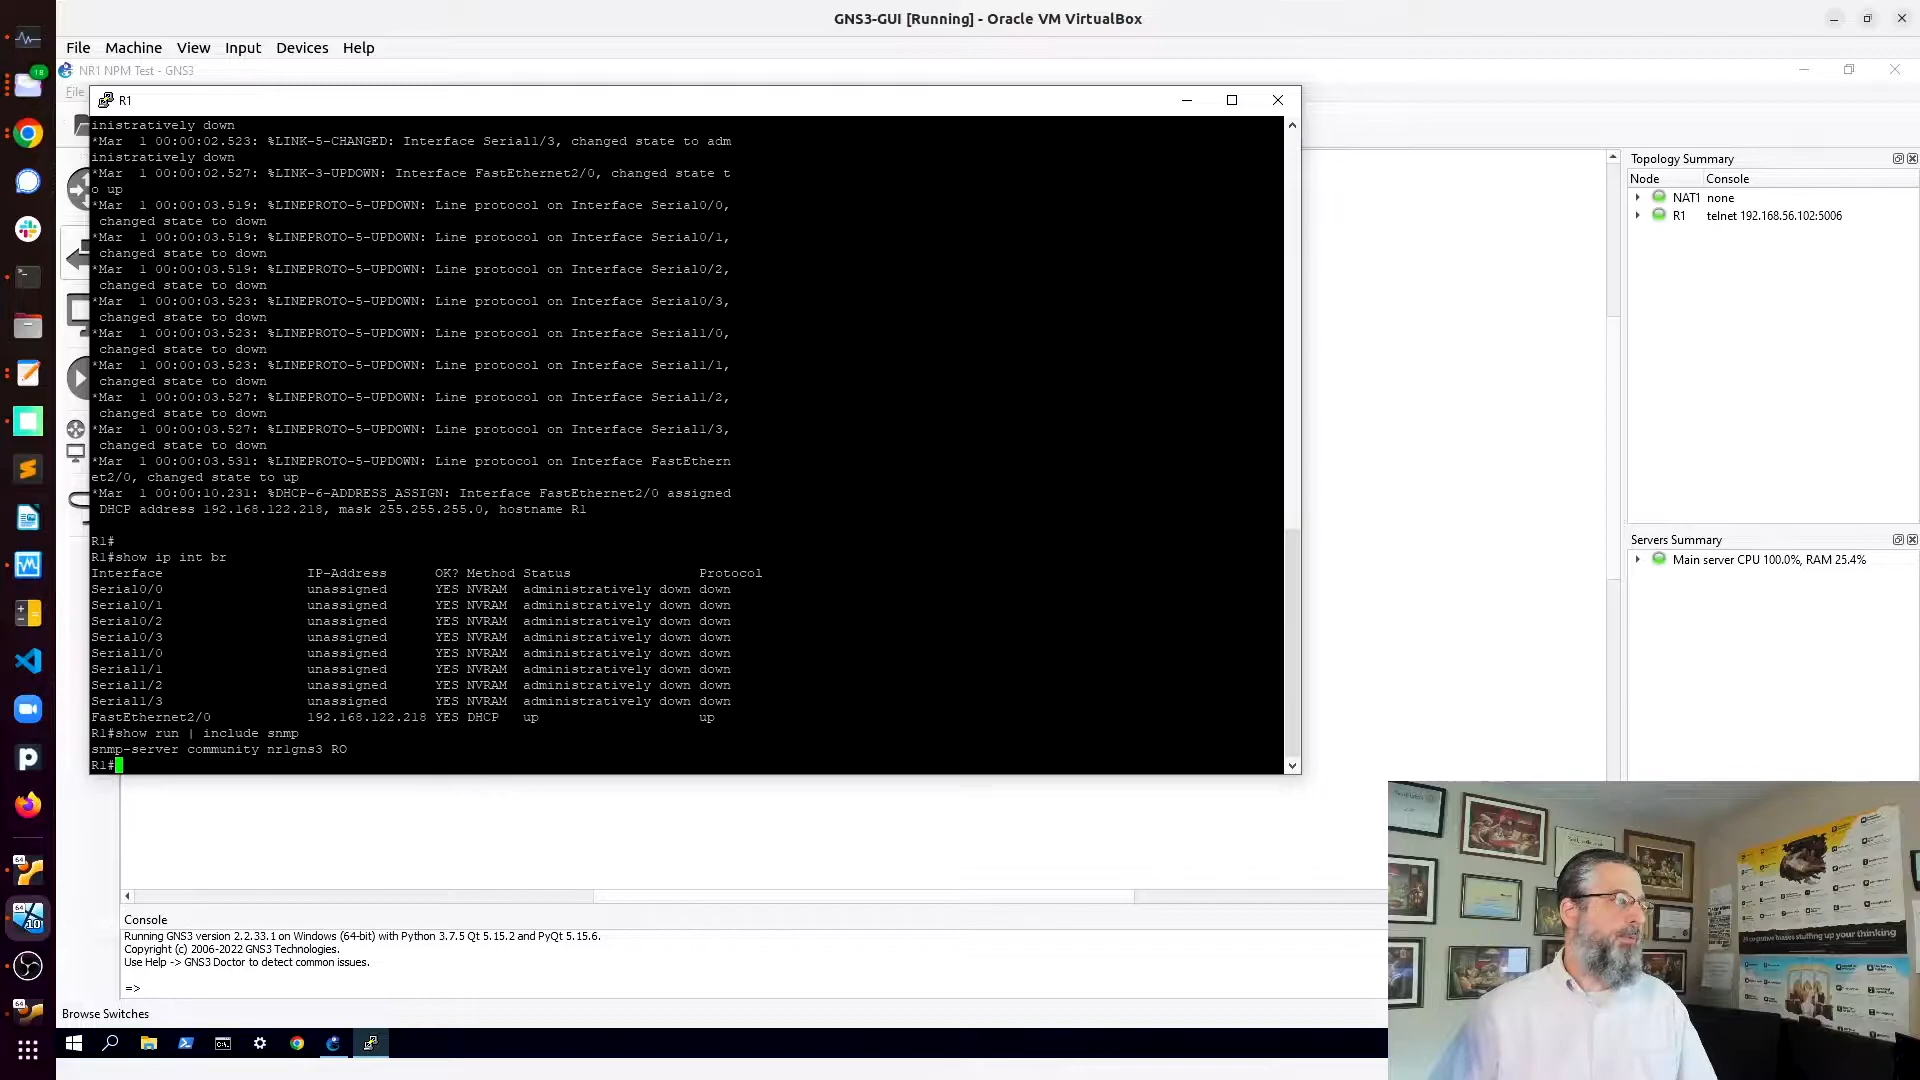 GNS3-GUI [Running] - Oracle VM VirtualBox
File Machine View Input Devices Help
NR1 NPM Test - GNS3
File
R1
inistratively down
*Mar  1 00:00:02.523: %LINK-5-CHANGED: Interface Serial1/3, changed state to adm
inistratively down
*Mar  1 00:00:02.527: %LINK-3-UPDOWN: Interface FastEthernet2/0, changed state t
o up
*Mar  1 00:00:03.519: %LINEPROTO-5-UPDOWN: Line protocol on Interface Serial0/0,
changed state to down
*Mar  1 00:00:03.519: %LINEPROTO-5-UPDOWN: Line protocol on Interface Serial0/1,
changed state to down
*Mar  1 00:00:03.519: %LINEPROTO-5-UPDOWN: Line protocol on Interface Serial0/2,
changed state to down
*Mar  1 00:00:03.523: %LINEPROTO-5-UPDOWN: Line protocol on Interface Serial0/3,
changed state to down
*Mar  1 00:00:03.523: %LINEPROTO-5-UPDOWN: Line protocol on Interface Serial1/0,
changed state to down
*Mar  1 00:00:03.523: %LINEPROTO-5-UPDOWN: Line protocol on Interface Serial1/1,
changed state to down
*Mar  1 00:00:03.527: %LINEPROTO-5-UPDOWN: Line protocol on Interface Serial1/2,
changed state to down
*Mar  1 00:00:03.527: %LINEPROTO-5-UPDOWN: Line protocol on Interface Serial1/3,
changed state to down
*Mar  1 00:00:03.531: %LINEPROTO-5-UPDOWN: Line protocol on Interface FastEthern
et2/0, changed state to up
*Mar  1 00:00:10.231: %DHCP-6-ADDRESS_ASSIGN: Interface FastEthernet2/0 assigned
DHCP address 192.168.122.218, mask 255.255.255.0, hostname R1
R1#
R1#show ip int br
Interface IP-Address OK? Method Status Protocol
Serial0/0 unassigned YES NVRAM administratively down down
Serial0/1 unassigned YES NVRAM administratively down down
Serial0/2 unassigned YES NVRAM administratively down down
Serial0/3 unassigned YES NVRAM administratively down down
Serial1/0 unassigned YES NVRAM administratively down down
Serial1/1 unassigned YES NVRAM administratively down down
Serial1/2 unassigned YES NVRAM administratively down down
Serial1/3 unassigned YES NVRAM administratively down down
FastEthernet2/0 192.168.122.218 YES DHCP up up
R1#show run | include snmp
snmp-server community nr1gns3 RO
R1#
Topology Summary
Node Console
NAT1 none
R1 telnet 192.168.56.102:5006
Servers Summary
Main server CPU 100.0%, RAM 25.4%
Console
Running GNS3 version 2.2.33.1 on Windows (64-bit) with Python 3.7.5 Qt 5.15.2 and PyQt 5.15.6.
Copyright (c) 2006-2022 GNS3 Technologies.
Use Help -> GNS3 Doctor to detect common issues.
=>
Browse Switches
18
64
64
10
64
cognitive biases stuffing up your thinking